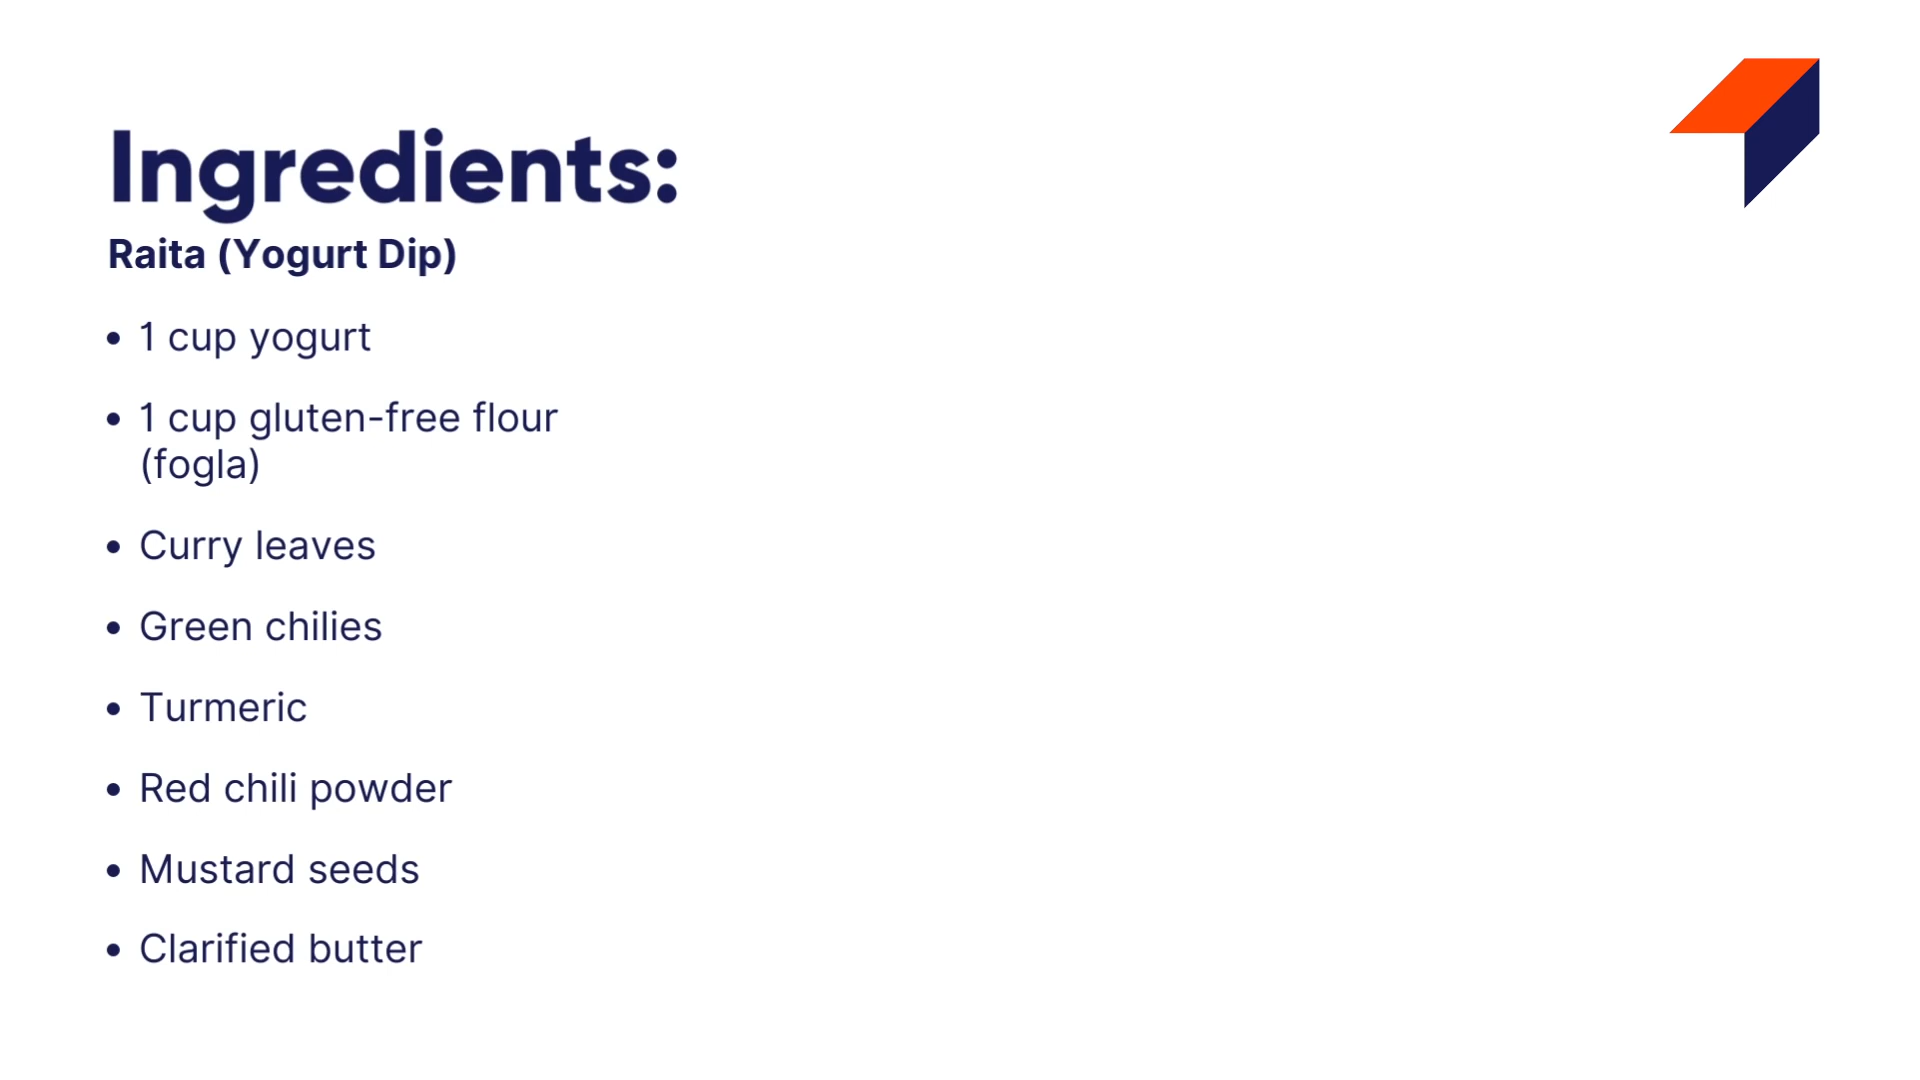 Ingredients:
Raita (Yogurt Dip)
• 1 cup yogurt
• 1 cup gluten-free flour
(fogla)
• Curry leaves
• Green chilies
• Turmeric
• Red chili powder
• Mustard seeds
• Clarified butter